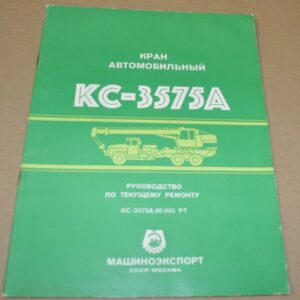 КРАН
АВТОМОБИЛЬНЫЙ
КС-3575А
РУКОВОДСТВО
ПО ТЕКУЩЕМУ РЕМОНТУ
КС-3575А.00.000 РТ
МАШИНОЭКСПОРТ
СССР-МОСКВА